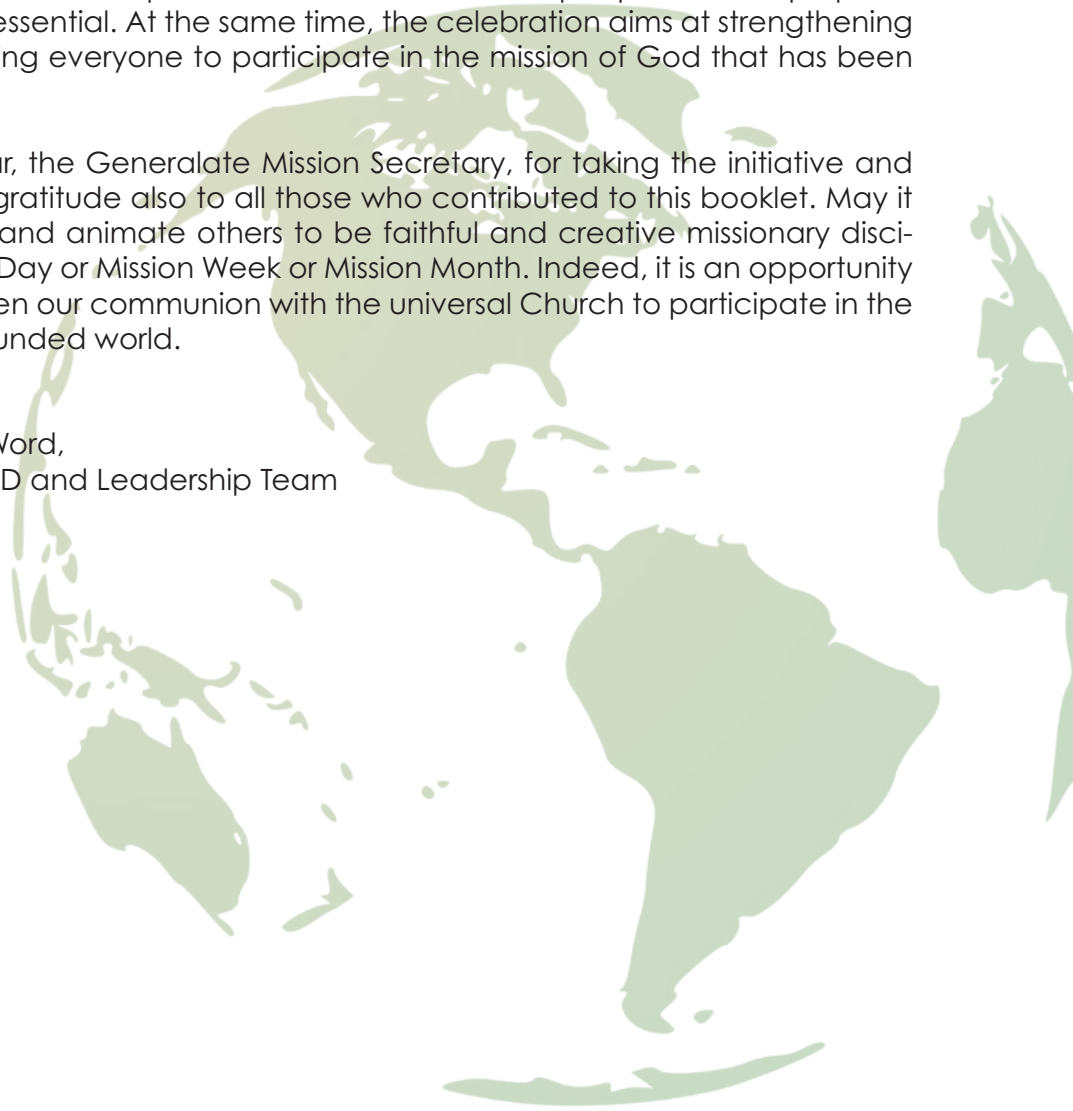 essential. At the same time, the celebration aims at strengthening
ng everyone to participate in the mission of God that has been
r, the Generalate Mission Secretary, for taking the initiative and
gratitude also to all those who contributed to this booklet. May it
and animate others to be faithful and creative missionary disci-
Day or Mission Week or Mission Month. Indeed, it is an opportunity
en our communion with the universal Church to participate in the
unded world.
Word,
D and Leadership Team